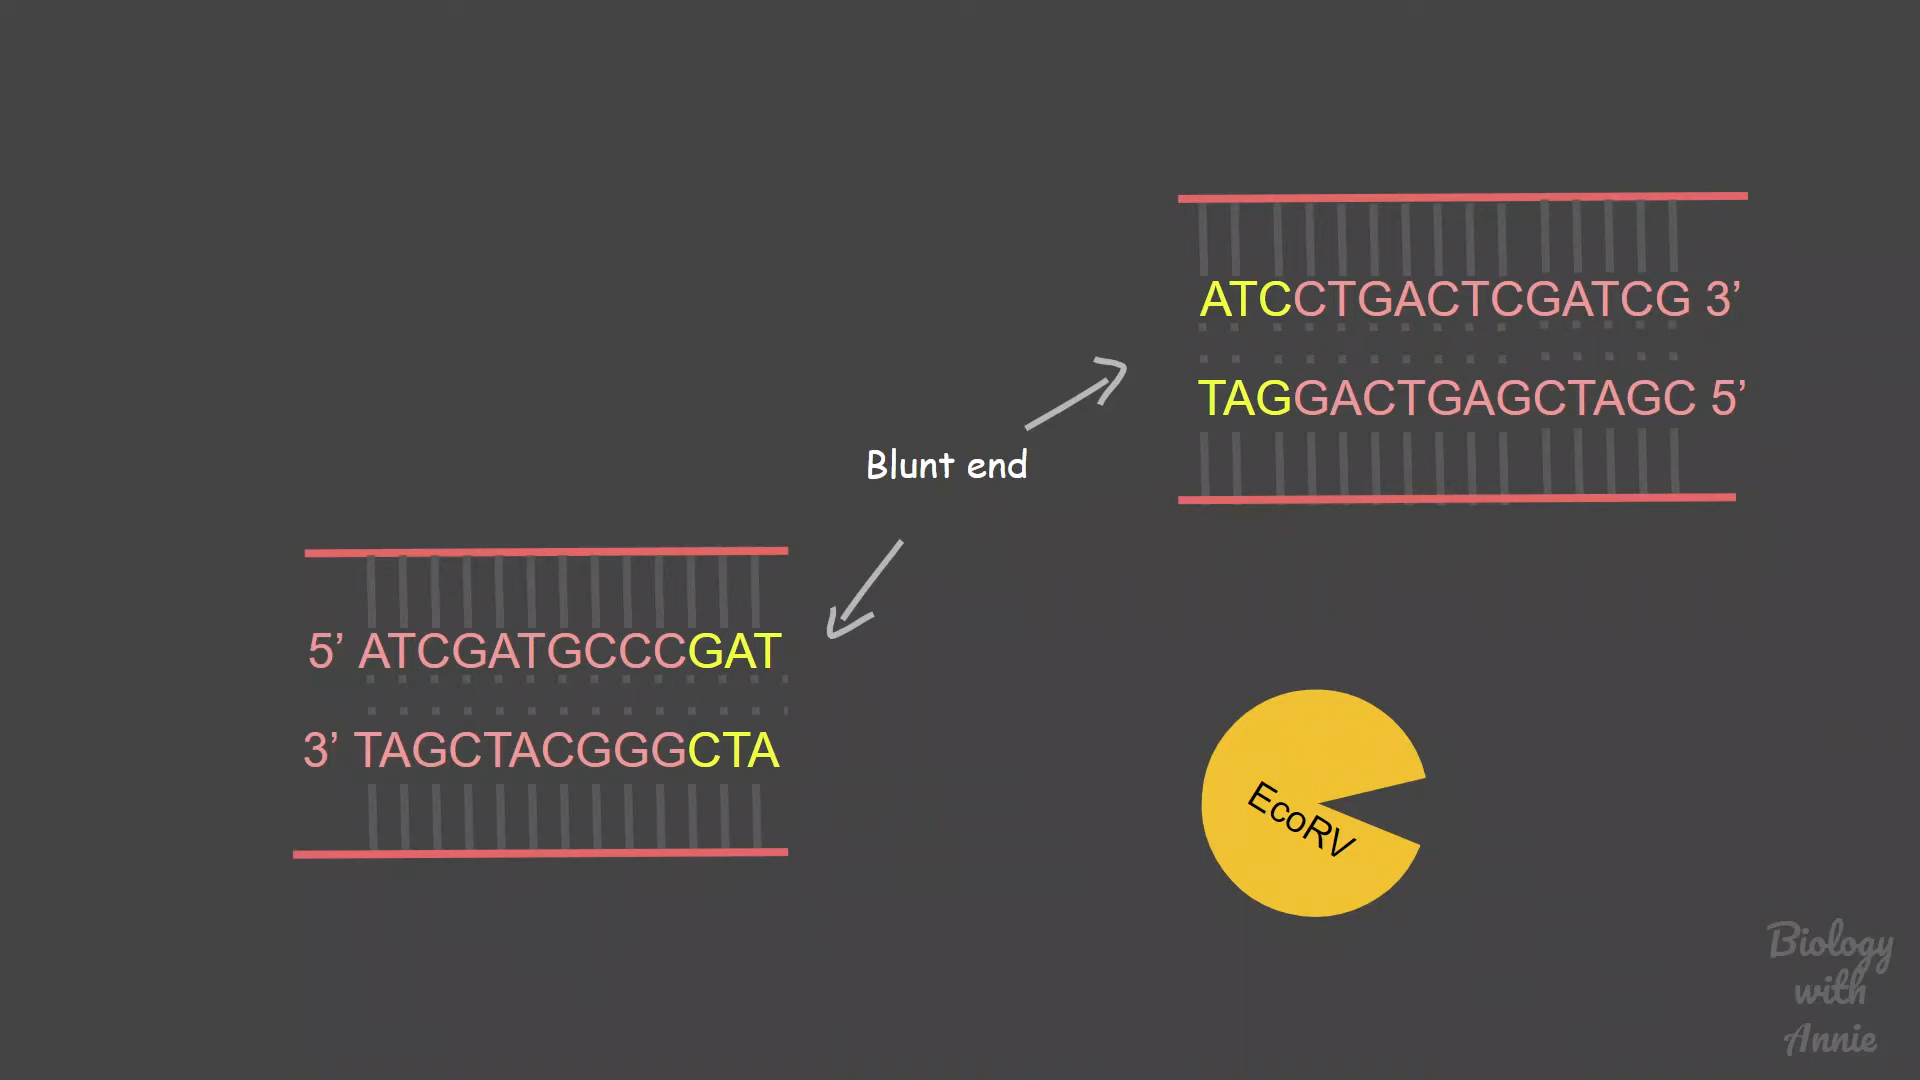 ATCCTGACTCGATCG 3’
TAGGACTGAGCTAGC 5’
Blunt end
5’ ATCGATGCCCGAT
3’ TAGCTACGGGCTA
EcoRV
Biology
with
Annie